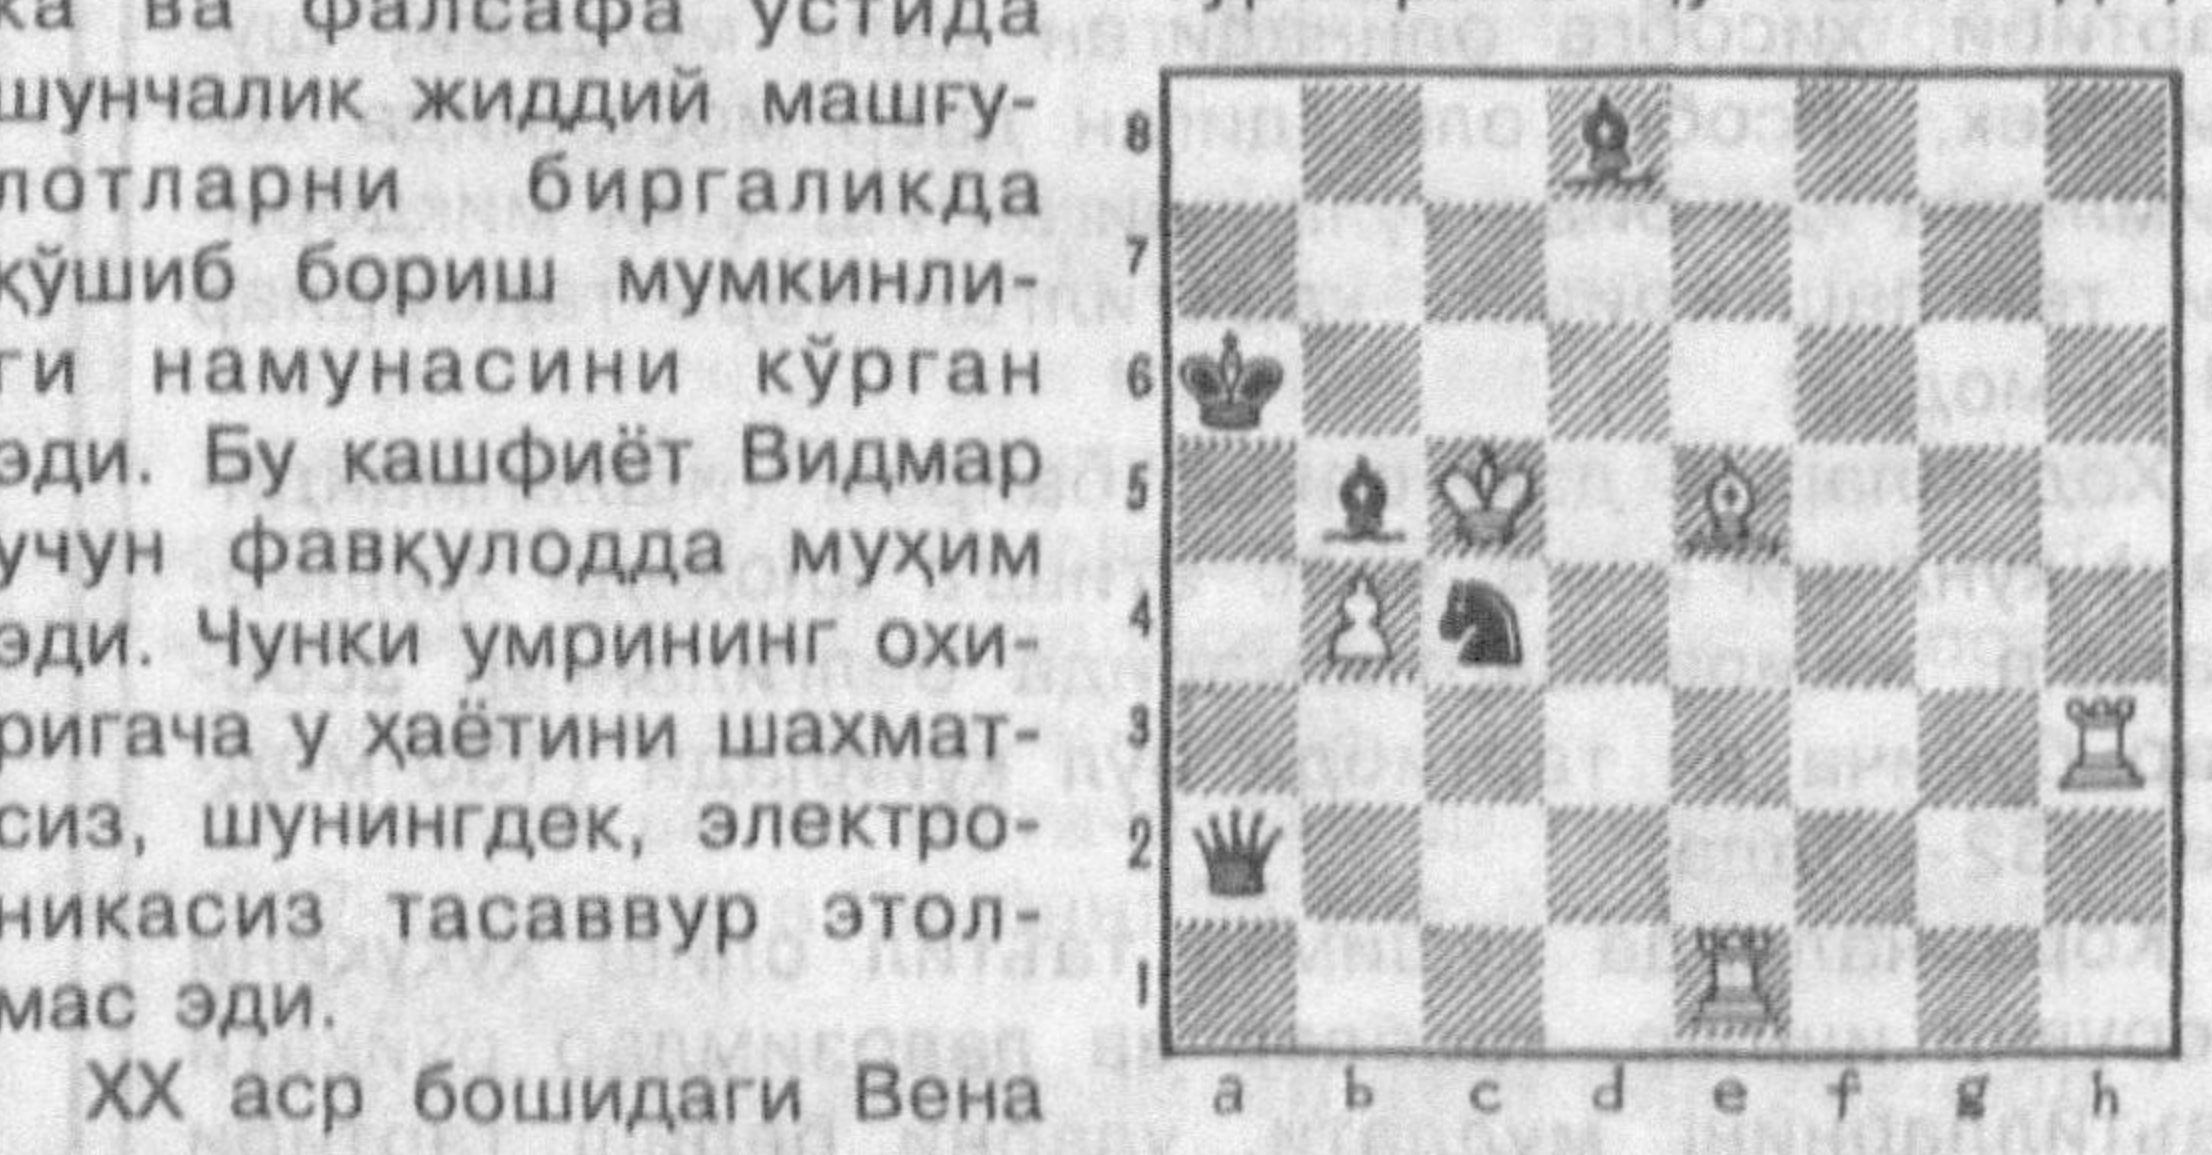 ка ва фалсафа устида
шунчалик жиддий машғу-
лотларни биргаликда
қўшиб бориш мумкинли-
ги намунасини кўрган
эди. Бу кашфиёт Видмар
учун фавқулодда муҳим
эди. Чунки умрининг охи-
ригача у ҳаётини шахмат-
сиз, шунингдек, электро-
никасиз тасаввур этол-
мас эди.
XX аср бошидаги Вена
8
7
6
5
4
3
2
1
a b c d e f g h